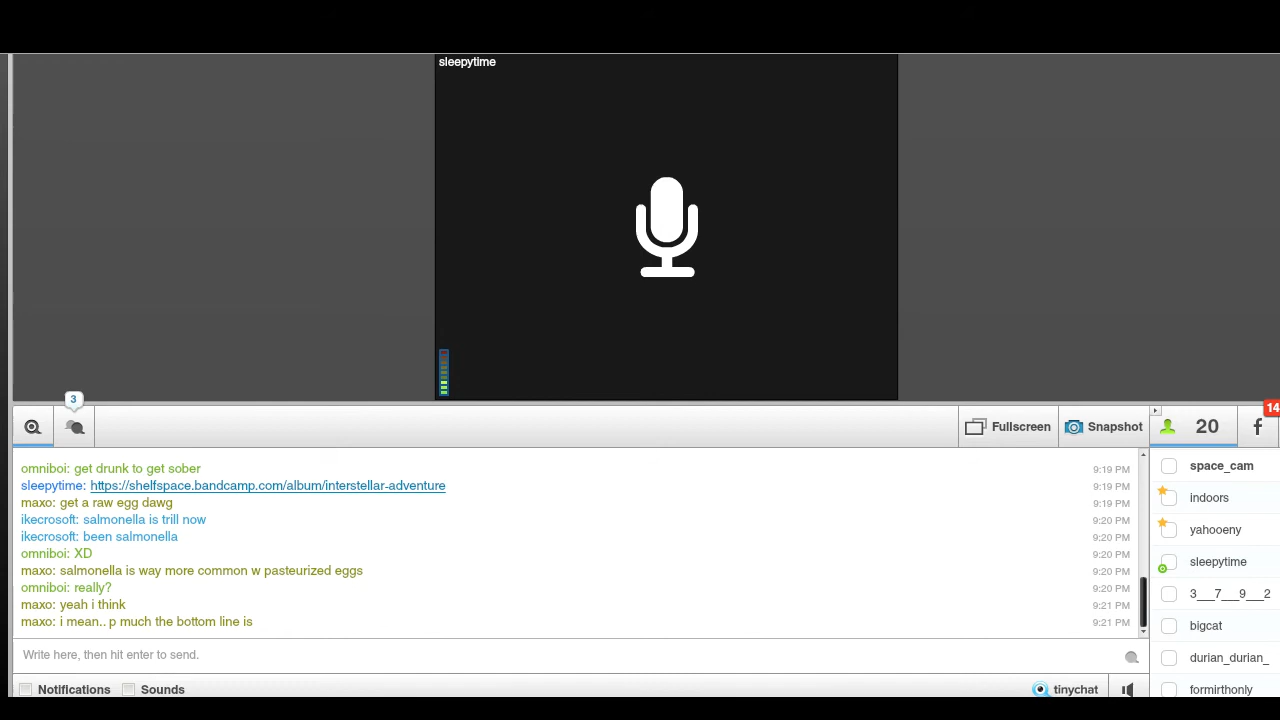 sleepytime
3
Fullscreen
Snapshot
20
14
omniboi: get drunk to get sober 9:19 PM
sleepytime: https://shelfspace.bandcamp.com/album/interstellar-adventure 9:19 PM
maxo: get a raw egg dawg 9:19 PM
ikecrosoft: salmonella is trill now 9:20 PM
ikecrosoft: been salmonella 9:20 PM
omniboi: XD 9:20 PM
maxo: salmonella is way more common w pasteurized eggs 9:20 PM
omniboi: really? 9:20 PM
maxo: yeah i think 9:21 PM
maxo: i mean.. p much the bottom line is 9:21 PM
space_cam
indoors
yahooeny
sleepytime
3__7__9__2
bigcat
durian_durian_
formirthonly
Write here, then hit enter to send.
Notifications
Sounds
tinychat